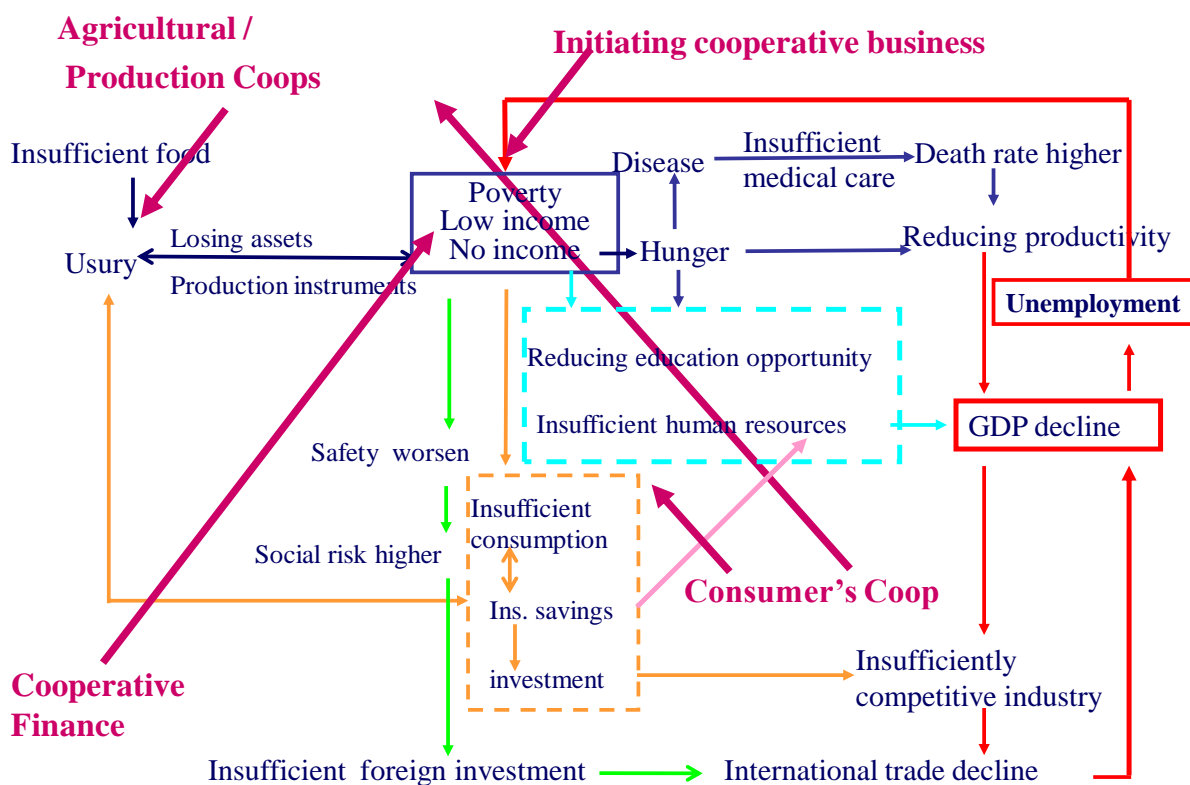 Agricultural /
Production Coops
Initiating cooperative business
Insufficient food
Disease
Insufficient
medical care
Death rate higher
Poverty
Low income
No income
Usury
Losing assets
Production instruments
Hunger
Reducing productivity
Unemployment
Reducing education opportunity
Insufficient human resources
GDP decline
Safety worsen
Insufficient
consumption
Social risk higher
Ins. savings
Consumer's Coop
investment
Insufficiently
competitive industry
Cooperative
Finance
Insufficient foreign investment
International trade decline